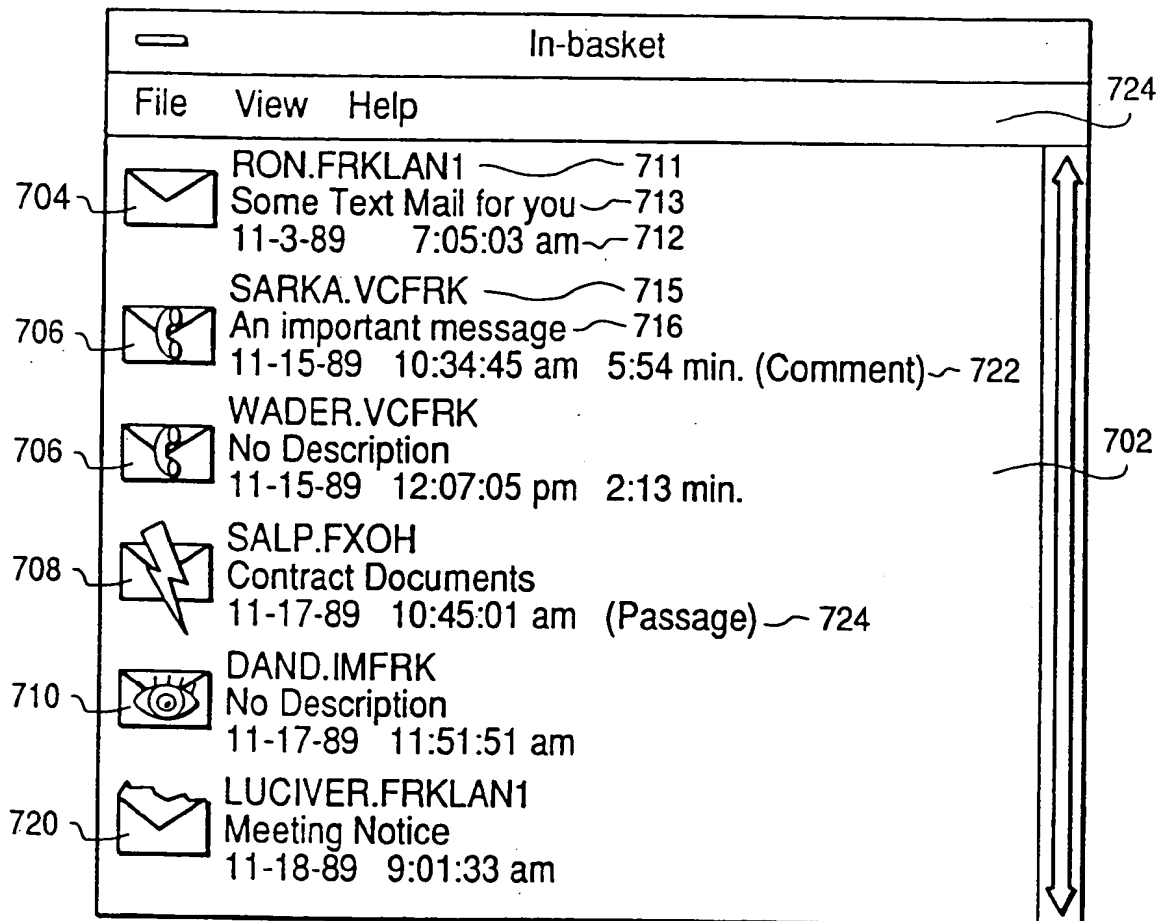 In-basket
File View Help 724
RON.FRKLAN1 711
704 Some Text Mail for you 713
11-3-89 7:05:03 am 712
SARKA.VCFRK 715
706 An important message 716
11-15-89 10:34:45 am 5:54 min. (Comment) 722
WADER.VCFRK 702
706 No Description
11-15-89 12:07:05 pm 2:13 min.
SALP.FXOH
708 Contract Documents
11-17-89 10:45:01 am (Passage) 724
DAND.IMFRK
710 No Description
11-17-89 11:51:51 am
LUCIVER.FRKLAN1
720 Meeting Notice
11-18-89 9:01:33 am